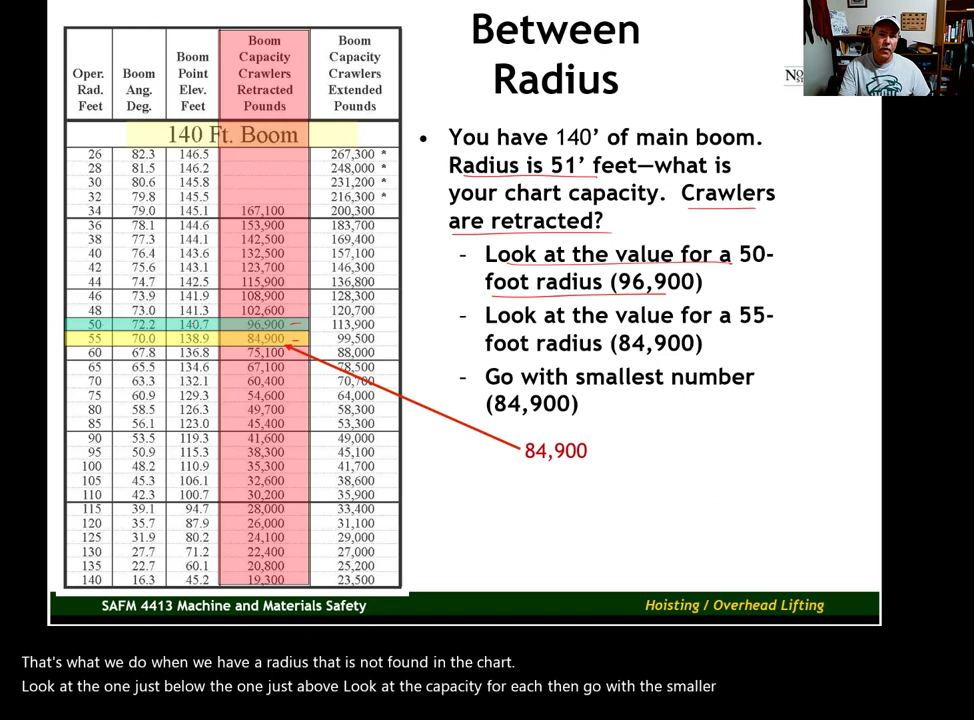 Between
Radius
Oper. Rad. Feet | Boom Ang. Deg. | Boom Point Elev. Feet | Boom Capacity Crawlers Retracted Pounds | Boom Capacity Crawlers Extended Pounds
140 Ft. Boom
26 82.3 146.5 267,300 *
28 81.5 146.2 248,000 *
30 80.6 145.8 231,200 *
32 79.8 145.5 216,300 *
34 79.0 145.1 167,100 200,300
36 78.1 144.6 153,900 183,700
38 77.3 144.1 142,500 169,400
40 76.4 143.6 132,500 157,100
42 75.6 143.1 123,700 146,300
44 74.7 142.5 115,900 136,800
46 73.9 141.9 108,900 128,300
48 73.0 141.3 102,600 120,700
50 72.2 140.7 96,900 113,900
55 70.0 138.9 84,900 99,500
60 67.8 136.8 75,100 88,000
65 65.5 134.6 67,100 78,500
70 63.3 132.1 60,400 70,700
75 60.9 129.3 54,600 64,000
80 58.5 126.3 49,700 58,300
85 56.1 123.0 45,400 53,300
90 53.5 119.3 41,600 49,000
95 50.9 115.3 38,300 45,100
100 48.2 110.9 35,300 41,700
105 45.3 106.1 32,600 38,600
110 42.3 100.7 30,200 35,900
115 39.1 94.7 28,000 33,400
120 35.7 87.9 26,000 31,100
125 31.9 80.2 24,100 29,000
130 27.7 71.2 22,400 27,000
135 22.7 60.1 20,800 25,200
140 16.3 45.2 19,300 23,500
• You have 140’ of main boom.
Radius is 51’ feet—what is
your chart capacity. Crawlers
are retracted?
- Look at the value for a 50-
foot radius (96,900)
- Look at the value for a 55-
foot radius (84,900)
- Go with smallest number
(84,900)
84,900
SAFM 4413 Machine and Materials Safety
Hoisting / Overhead Lifting
That's what we do when we have a radius that is not found in the chart.
Look at the one just below the one just above Look at the capacity for each then go with the smaller